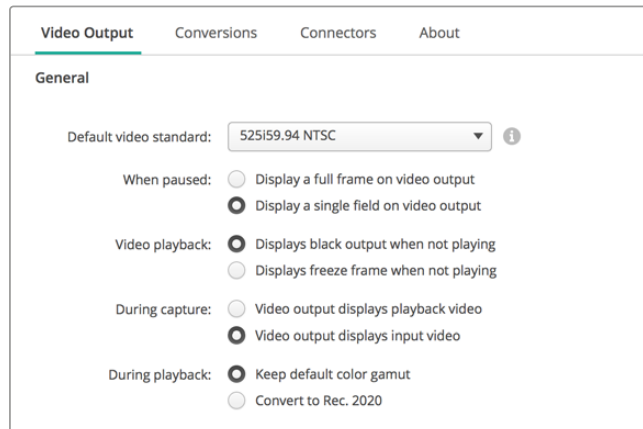 Video Output Conversions Connectors About
General
Default video standard: 525i59.94 NTSC
When paused: Display a full frame on video output
Display a single field on video output
Video playback: Displays black output when not playing
Displays freeze frame when not playing
During capture: Video output displays playback video
Video output displays input video
During playback: Keep default color gamut
Convert to Rec. 2020